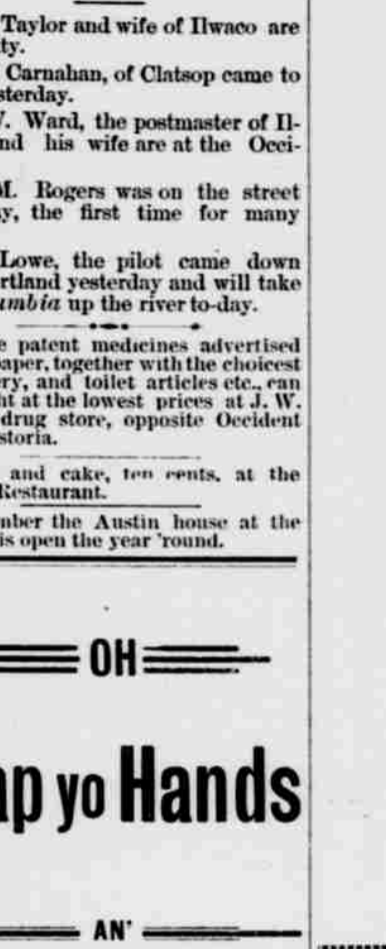 Taylor and wife of Ilwaco are
ty.
Carnahan, of Clatsop came to
sterday.
. Ward, the postmaster of Il-
nd his wife are at the Occi-
M. Rogers was on the street
y, the first time for many
Lowe, the pilot came down
rtland yesterday and will take
umbia up the river to-day.
e patent medicines advertised
aper, together with the choicest
ry, and toilet articles etc., can
ht at the lowest prices at J. W.
drug store, opposite Occident
storia.
and cake, ten cents, at the
Restaurant.
mber the Austin house at the
is open the year 'round.
OH
ap yo Hands
AN'